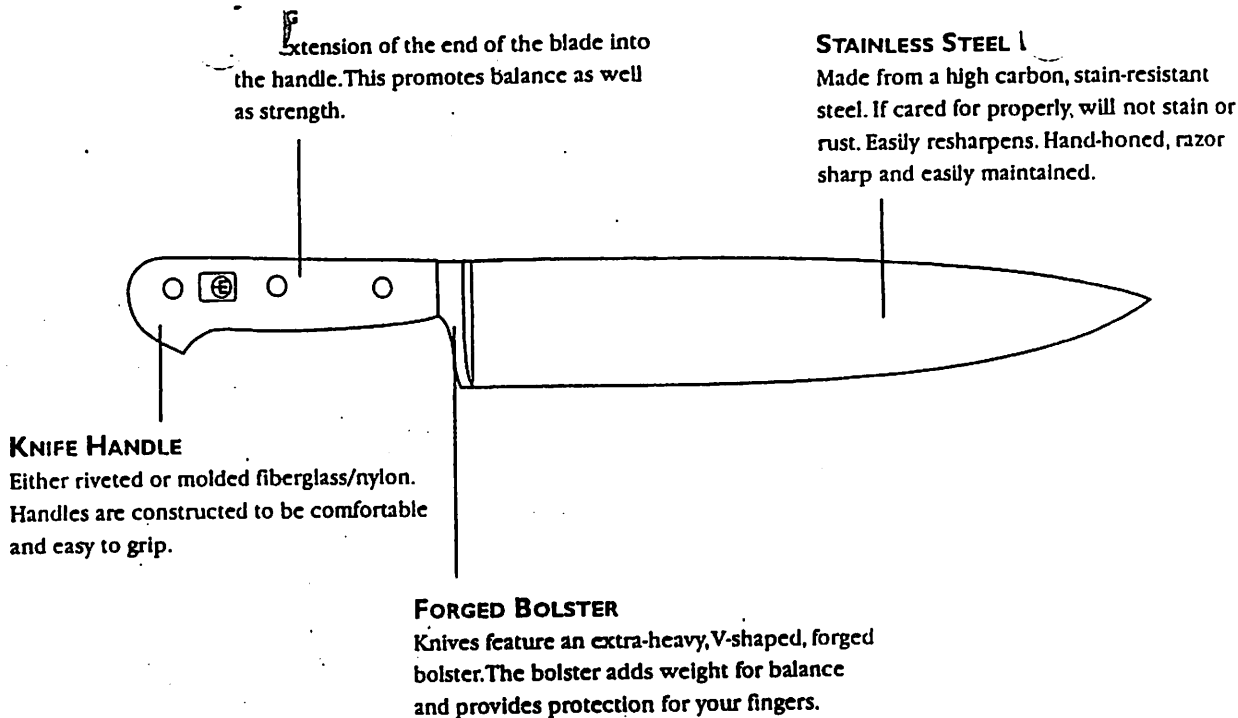 Extension of the end of the blade into
the handle.This promotes balance as well
as strength.
STAINLESS STEEL
Made from a high carbon, stain-resistant
steel. If cared for properly, will not stain or
rust. Easily resharpens. Hand-honed, razor
sharp and easily maintained.
E
KNIFE HANDLE
Either riveted or molded fiberglass/nylon.
Handles are constructed to be comfortable
and easy to grip.
FORGED BOLSTER
Knives feature an extra-heavy,V-shaped, forged
bolster.The bolster adds weight for balance
and provides protection for your fingers.